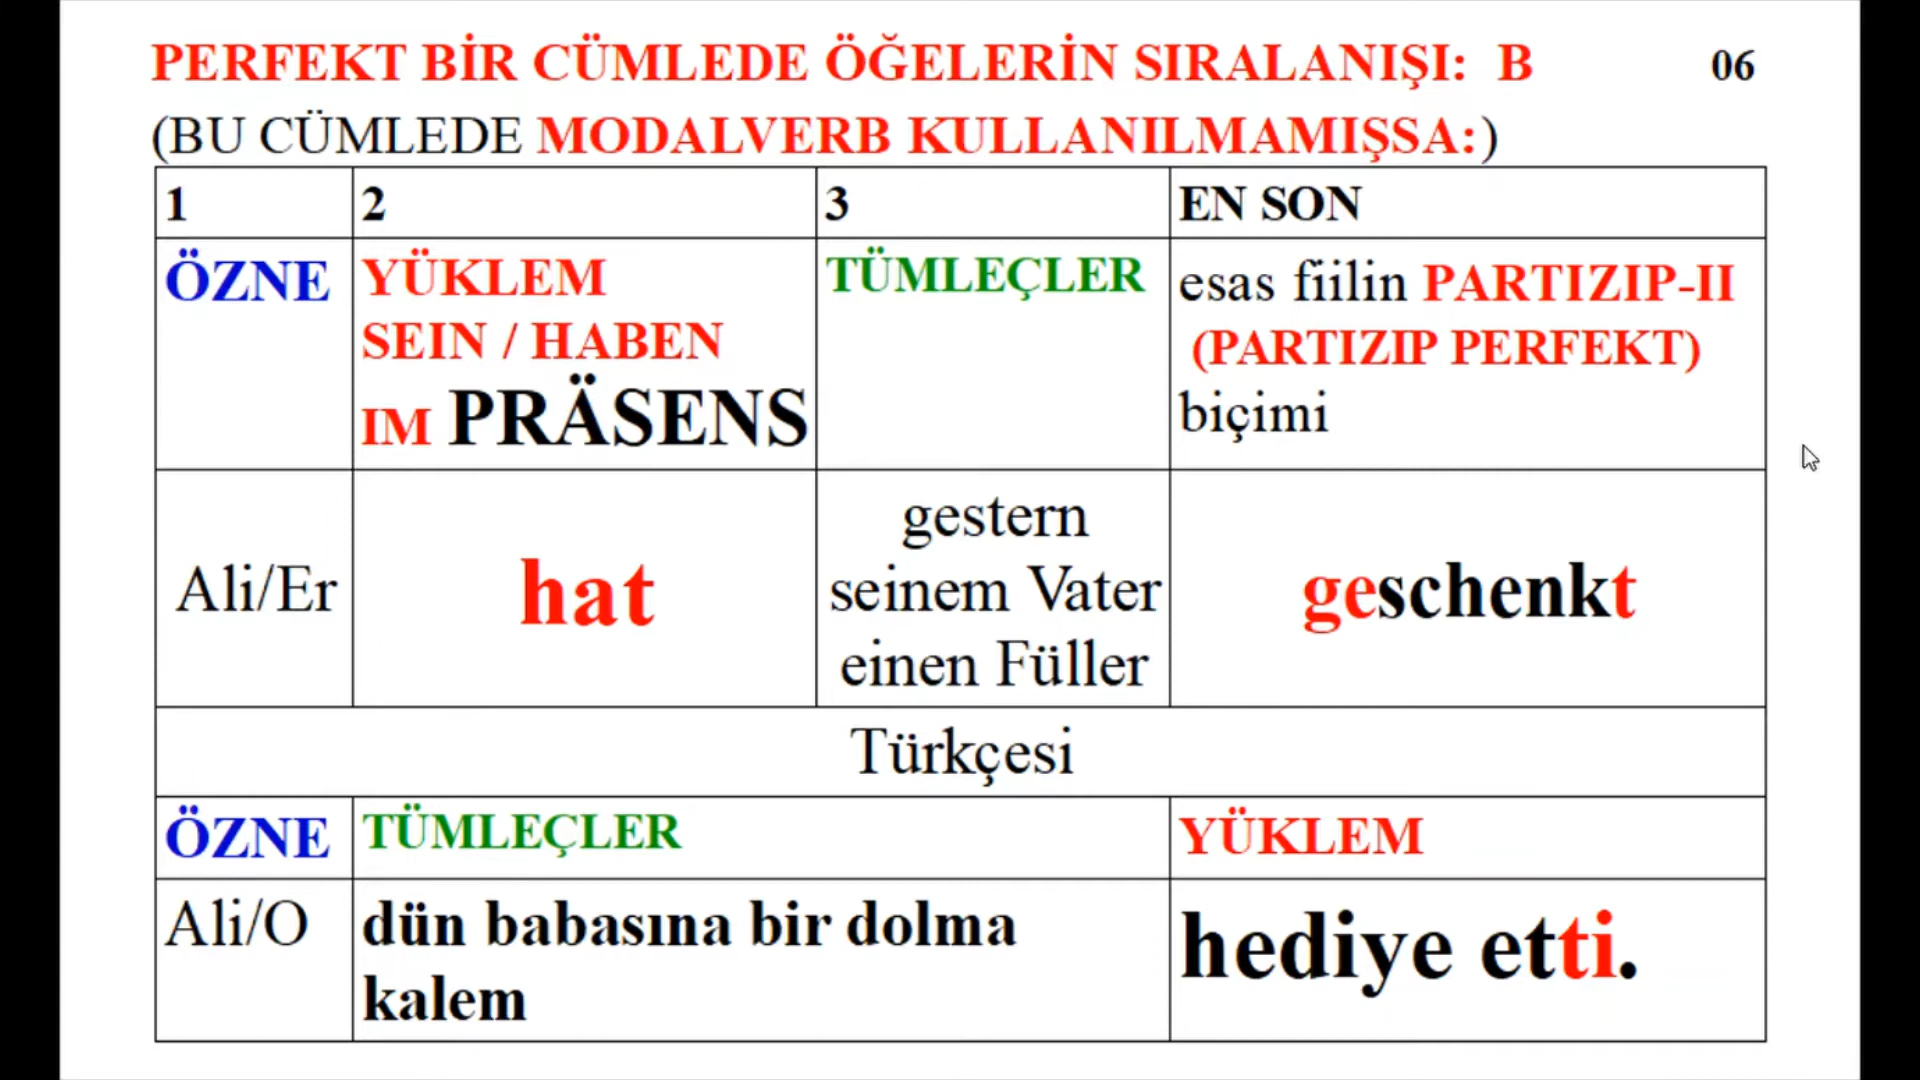 PERFEKT BİR CÜMLEDE ÖĞELERİN SIRALANIŞI: B 06
(BU CÜMLEDE MODALVERB KULLANILMAMIŞSA:)
1 2 3 EN SON
ÖZNE
YÜKLEM
SEIN / HABEN
IM PRÄSENS
TÜMLEÇLER
esas fiilin PARTIZIP-II
(PARTIZIP PERFEKT)
biçimi
Ali/Er
hat
gestern
seinem Vater
einen Füller
geschenkt
Türkçesi
ÖZNE TÜMLEÇLER YÜKLEM
Ali/O
dün babasına bir dolma
kalem
hediye etti.